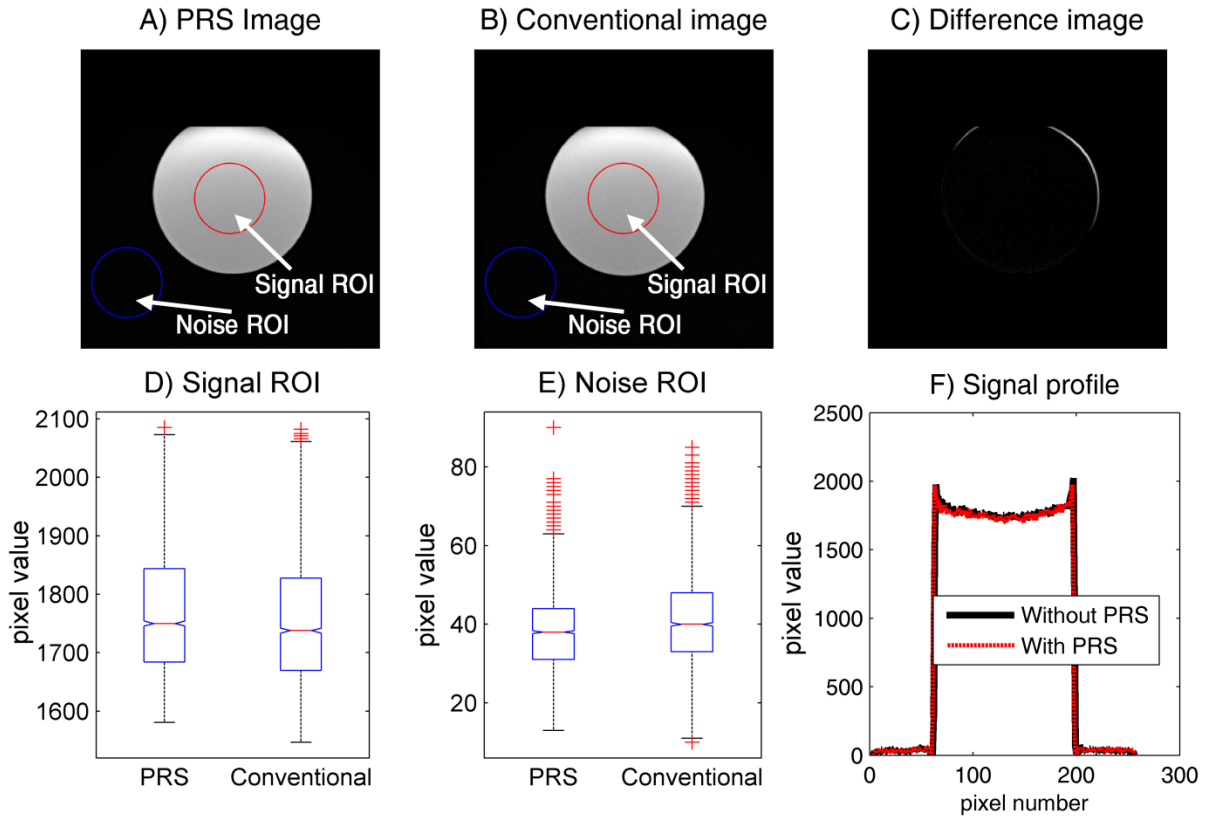 A) PRS Image
B) Conventional image
C) Difference image
Signal ROI
Noise ROI
Signal ROI
Noise ROI
D) Signal ROI
pixel value
2100
2000
1900
1800
1700
1600
PRS
Conventional
E) Noise ROI
pixel value
80
60
40
20
PRS
Conventional
F) Signal profile
pixel value
2500
2000
1500
1000
500
0
Without PRS
With PRS
0
100
200
300
pixel number